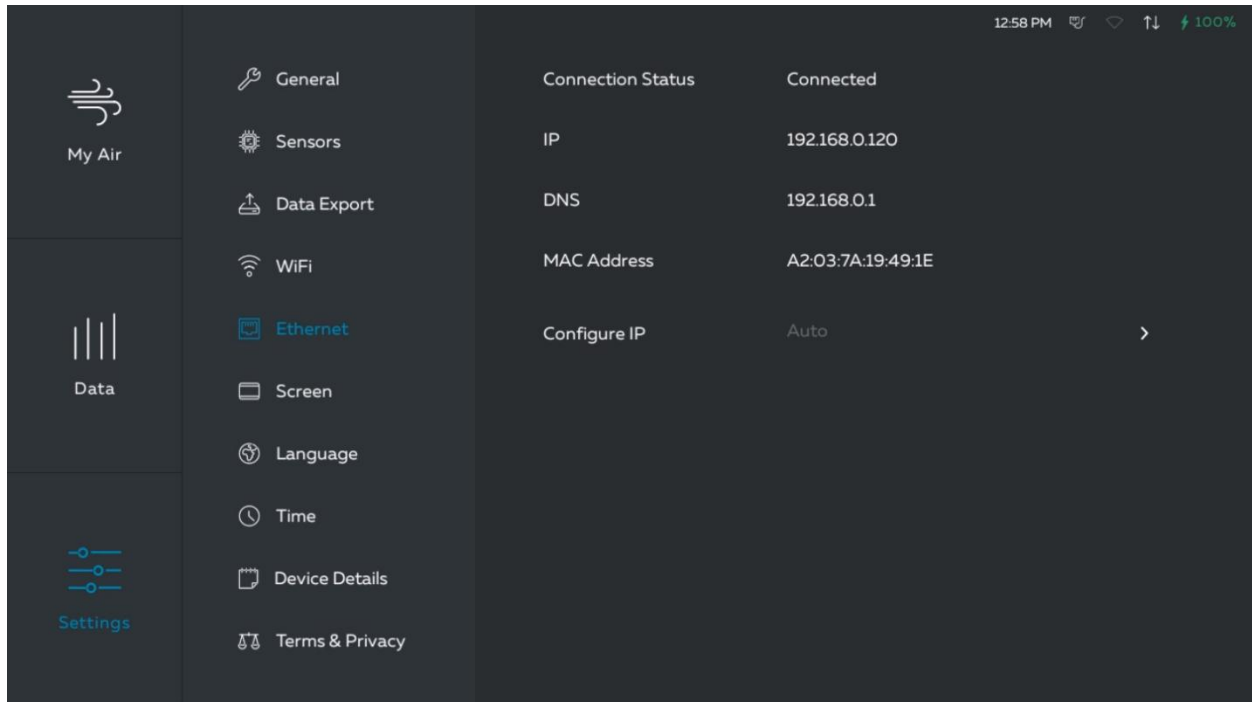 12:58 PM 100%
My Air
Data
Settings
General
Sensors
Data Export
WiFi
Ethernet
Screen
Language
Time
Device Details
Terms & Privacy
Connection Status Connected
IP 192.168.0.120
DNS 192.168.0.1
MAC Address A2:03:7A:19:49:1E
Configure IP Auto